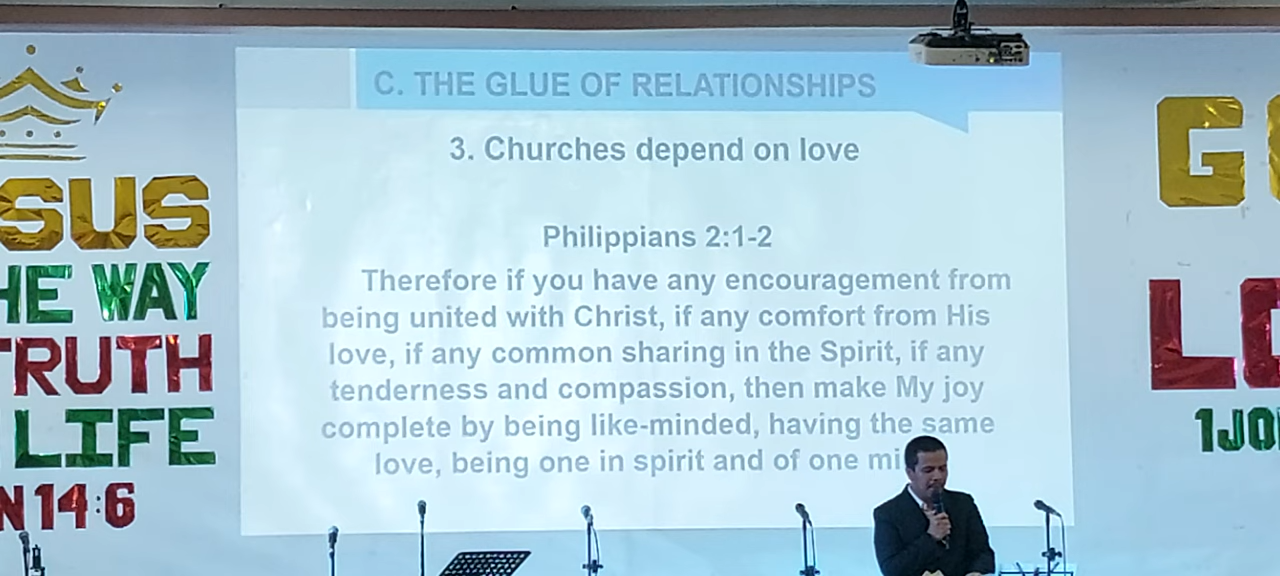 SUS
HE WAY
TRUTH
LIFE
N 14:6
C. THE GLUE OF RELATIONSHIPS
3. Churches depend on love
Philippians 2:1-2
Therefore if you have any encouragement from
being united with Christ, if any comfort from His
love, if any common sharing in the Spirit, if any
tenderness and compassion, then make My joy
complete by being like-minded, having the same
love, being one in spirit and of one mi
G
L
1JO